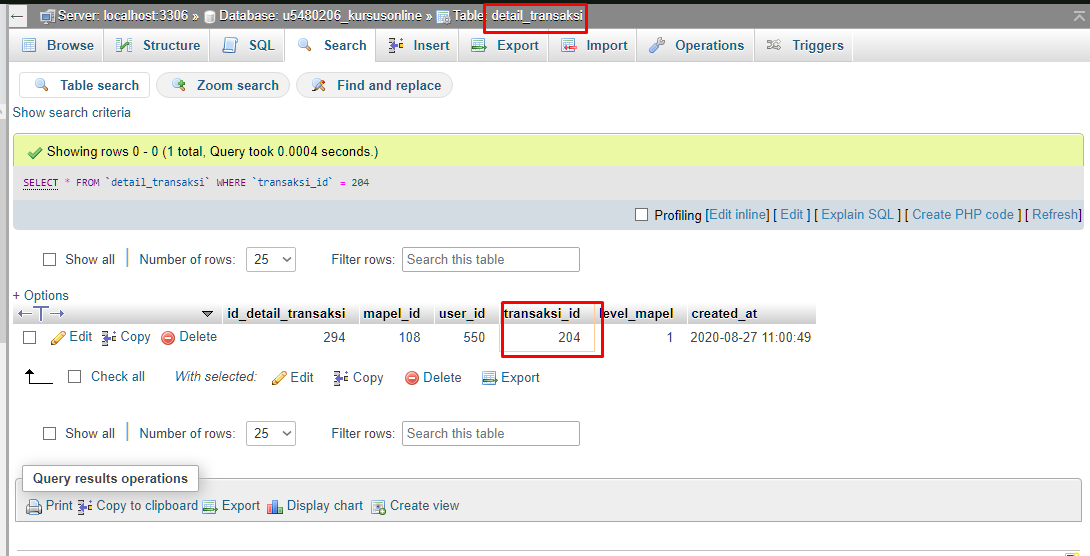 Server: localhost:3306 » Database: u5480206_kursusonline » Table: detail_transaksi
Browse Structure SQL Search Insert Export Import Operations Triggers
Table search Zoom search Find and replace
Show search criteria
Showing rows 0 - 0 (1 total, Query took 0.0004 seconds.)
SELECT * FROM `detail_transaksi` WHERE `transaksi_id` = 204
Profiling [Edit inline] [ Edit ] [ Explain SQL ] [ Create PHP code ] [ Refresh]
Show all Number of rows: 25 Filter rows: Search this table
+ Options
←T→ id_detail_transaksi mapel_id user_id transaksi_id level_mapel created_at
Edit Copy Delete 294 108 550 204 1 2020-08-27 11:00:49
Check all With selected: Edit Copy Delete Export
Show all Number of rows: 25 Filter rows: Search this table
Query results operations
Print Copy to clipboard Export Display chart Create view